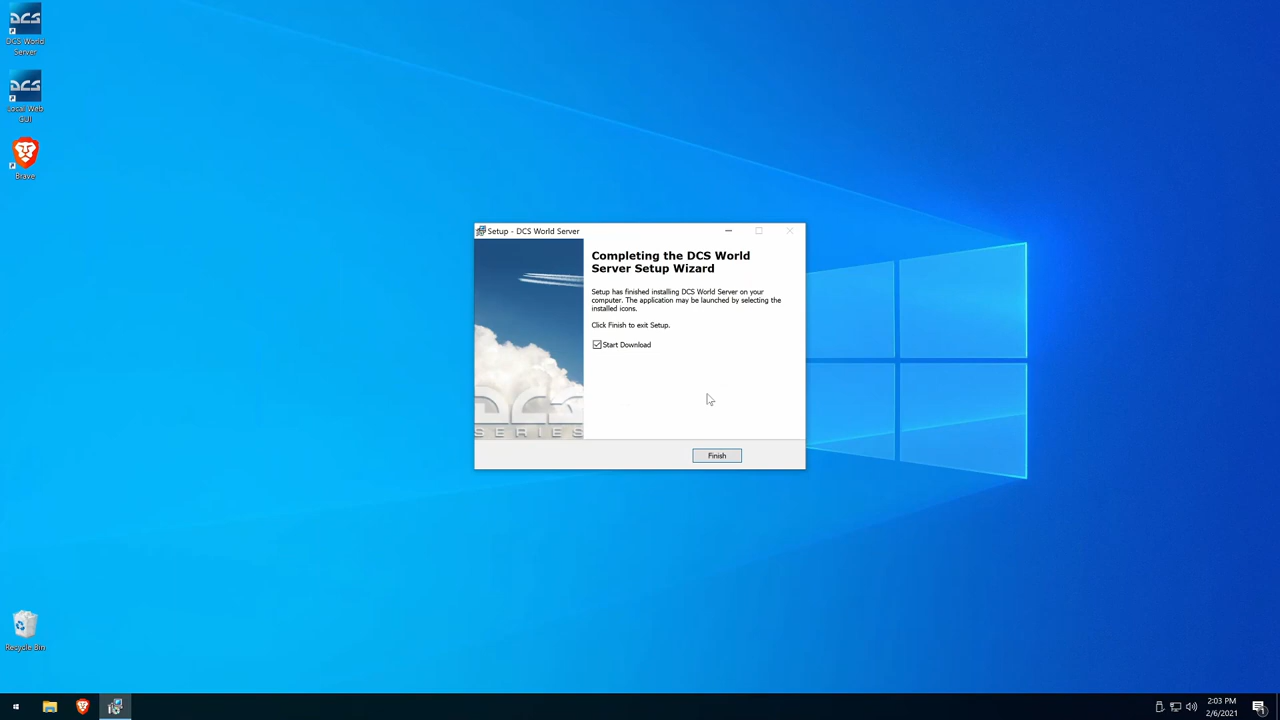 DCS World
Server
Local Web
GUI
Brave
Setup - DCS World Server
Completing the DCS World
Server Setup Wizard
Setup has finished installing DCS World Server on your
computer. The application may be launched by selecting the
installed icons.
Click Finish to exit Setup.
Start Download
DCS
SERIES
Finish
Recycle Bin
2:03 PM
2/6/2021